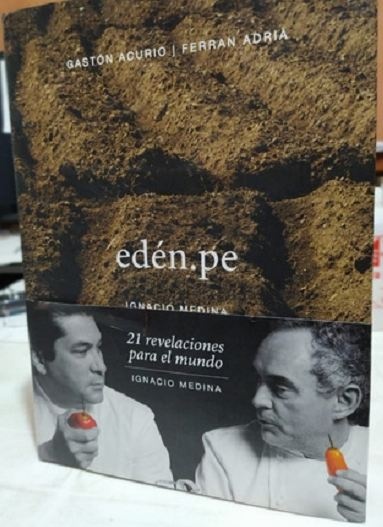 GASTÓN ACURIO | FERRAN ADRIÀ
edén.pe
IGNACIO MEDINA
21 revelaciones
para el mundo
IGNACIO MEDINA